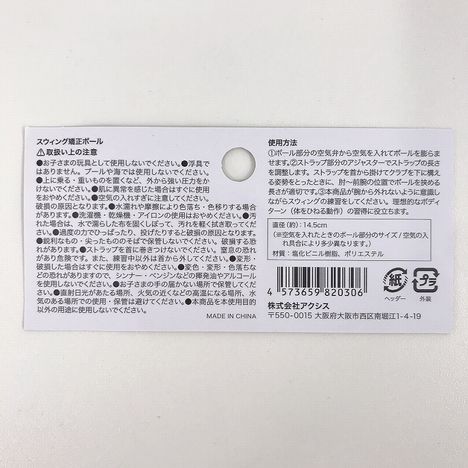 スウィング矯正ボール
⚠取扱い上の注意
●お子さまの玩具として使用しないでください。●浮具で
はありません。プールや海では使用しないでください。
●上に乗る・重いものを置くなど、外から強い圧力をか
けないでください。●肌に異常を感じた場合はすぐに使用
をおやめください。●空気の入れすぎに注意してください。
破損の原因となります。●水濡れや摩擦により色落ち・色移りする場合
があります。●洗濯機・乾燥機・アイロンの使用はおやめください。●汚
れた場合は、水で濡らした布を固くしぼって、汚れを軽く拭き取ってくだ
さい。●過度の力でひっぱったり、投げたりすると破損の原因となります。
●鋭利なもの・尖ったもののそばで保管しないでください。破損する恐れ
があります。●ストラップを首に巻きつけないでください。窒息の恐れが
あり危険です。また、練習中以外は首から外してください。●変形・
破損した場合はすぐに使用をおやめください。●変色・変形・色落ちな
どの恐れがありますので、シンナー・ベンジンなどの揮発油やアルコール
を使用しないでください。●お子さまの手の届かない場所で保管してくだ
さい。●直射日光があたる場所、火気の近くなどの高温になる場所、水
気のある場所での使用・保管は避けてください。●本商品を本使用目的
以外の用途に使用しないでください。
MADE IN CHINA
使用方法
①ボール部分の空気弁から空気を入れてボールを膨らま
せます。②ストラップ部分のアジャスターでストラップの長さ
を調整します。ストラップを首から掛けてクラブを下に構え
る姿勢をとったときに、肘〜前腕の位置でボールを挟める
長さが適切です。③本商品が腕から外れないように意識し
ながらスウィングの練習をしてください。理想的なボディ
ターン（体をひねる動作）の習得に役立ちます。
直径（約）：14.5cm
（※空気を入れたときのボール部分のサイズ / 空気の入
れ具合により多少異なります。）
材質：塩化ビニル樹脂、ポリエステル
4 573659 820306
紙
ヘッダー
プラ
外装
株式会社アクシス
〒550-0015 大阪府大阪市西区南堀江1-4-19